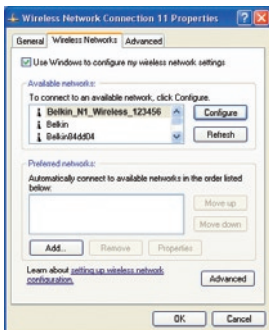 Wireless Network Connection 11 Properties
General
Wireless Networks
Advanced
Use Windows to configure my wireless network settings
Available networks:
To connect to an available network, click Configure.
Belkin_N1_Wireless_123456
Belkin
Belkin84dd04
Configure
Refresh
Preferred networks:
Automatically connect to available networks in the order listed
below:
Move up
Move down
Add...
Remove
Properties
Learn about setting up wireless network
configuration.
Advanced
OK
Cancel